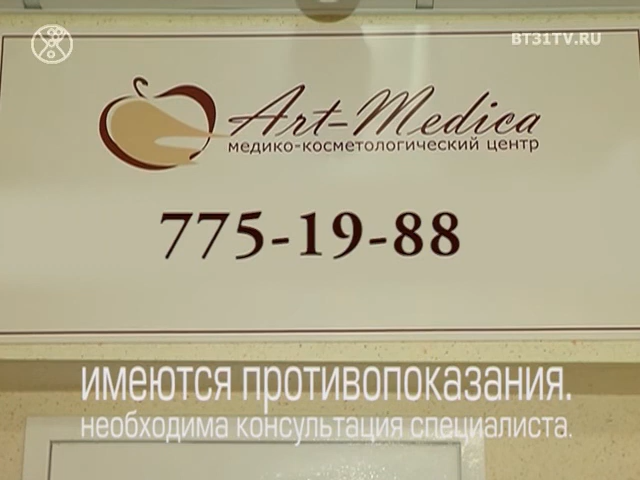 BT31TV.RU
Art-Medica
медико-косметологический центр
775-19-88
имеются противопоказания.
необходима консультация специалиста.